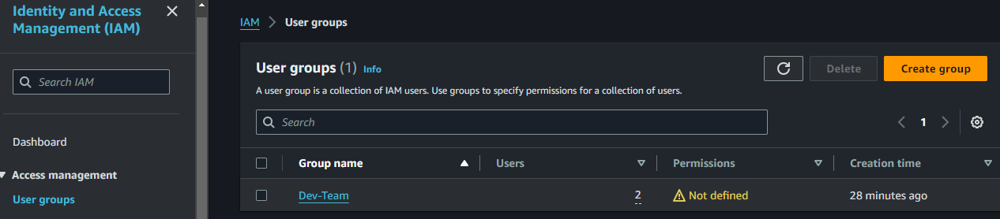 Identity and Access
Management (IAM)
Search IAM
Dashboard
Access management
User groups
IAM > User groups
User groups (1) Info
Delete
Create group
A user group is a collection of IAM users. Use groups to specify permissions for a collection of users.
Search
1
Group name Users Permissions Creation time
Dev-Team 2 Not defined 28 minutes ago